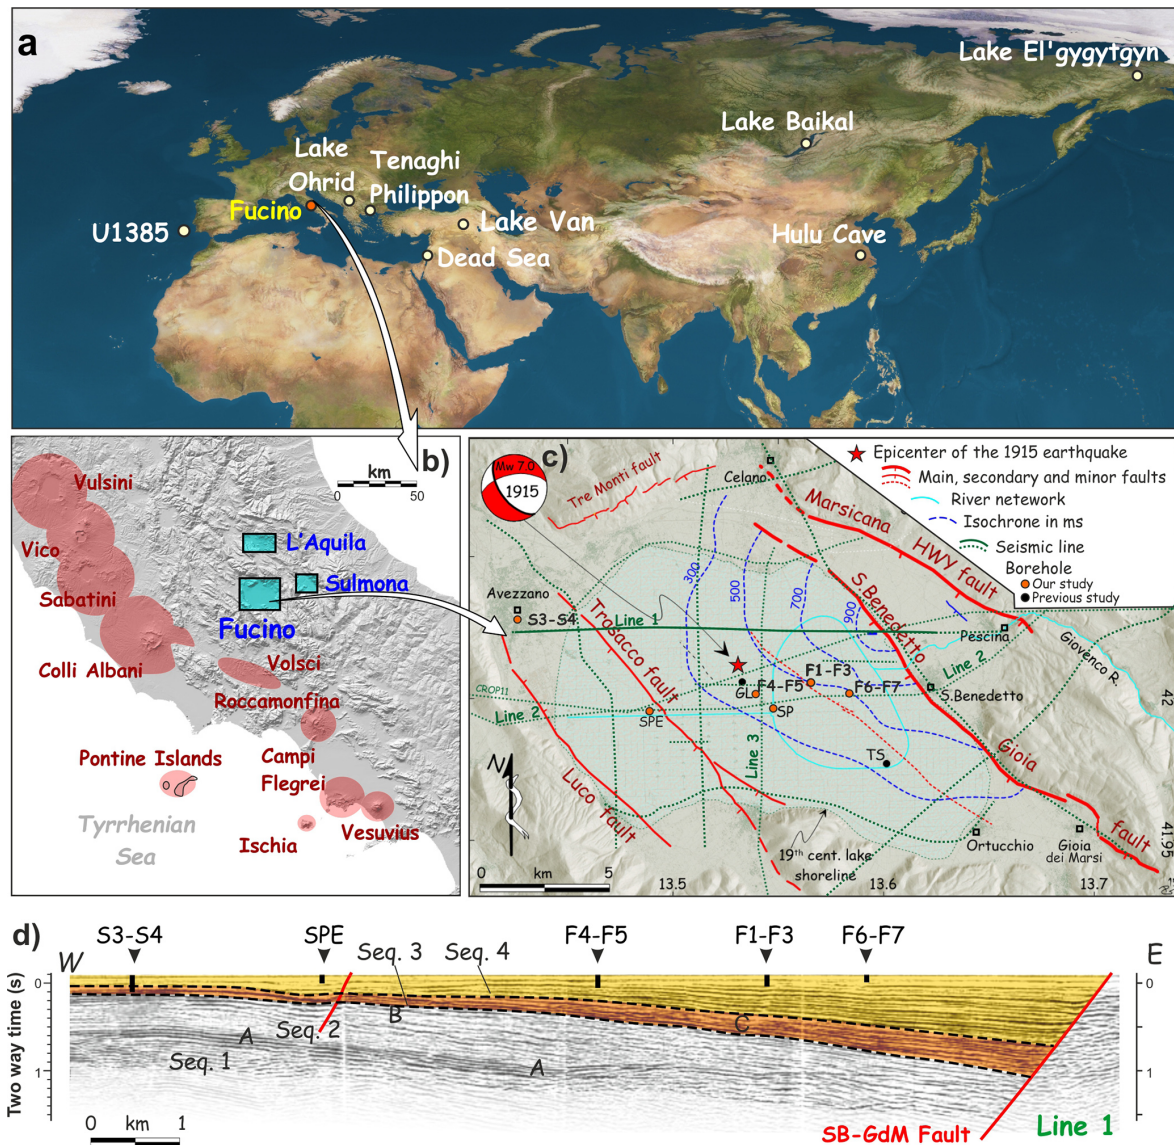 a
Lake El'gygytgyn
Lake Baikal
Lake
Ohrid
Tenaghi
Philippon
Fucino
U1385
Lake Van
Hulu Cave
Dead Sea
b)
km
0
50
Vulsini
Vico
L'Aquila
Sulmona
Sabatini
Fucino
Colli Albani
Volsci
Roccamonfina
Pontine Islands
Campi
Flegrei
Tyrrhenian
Sea
Ischia
Vesuvius
c)
Mw 7.0
1915
Tre Monti fault
Celano
Epicenter of the 1915 earthquake
Main, secondary and minor faults
River netework
Isochrone in ms
Seismic line
Borehole
Our study
Previous study
Marsicana
HWY fault
300
500
700
900
Avezzano
S3-S4
Trasacco fault
Line 1
S.Benedetto
Pescina
Giovenco R.
Line 2
F1-F3
F4-F5
F6-F7
GL
S.Benedetto
CROP11
Line 2
SPE
SP
42
Line 3
TS
Gioia
fault
N
Luco fault
19th cent. lake
shoreline
Ortucchio
Gioia
dei Marsi
41.95
km
0
5
13.5
13.6
13.7
d)
S3-S4
SPE
F4-F5
F1-F3
F6-F7
W
Seq. 3
Seq. 4
E
Two way time (s)
0
1
0
1
A
Seq. 2
B
C
Seq. 1
A
0 km 1
SB-GdM Fault
Line 1